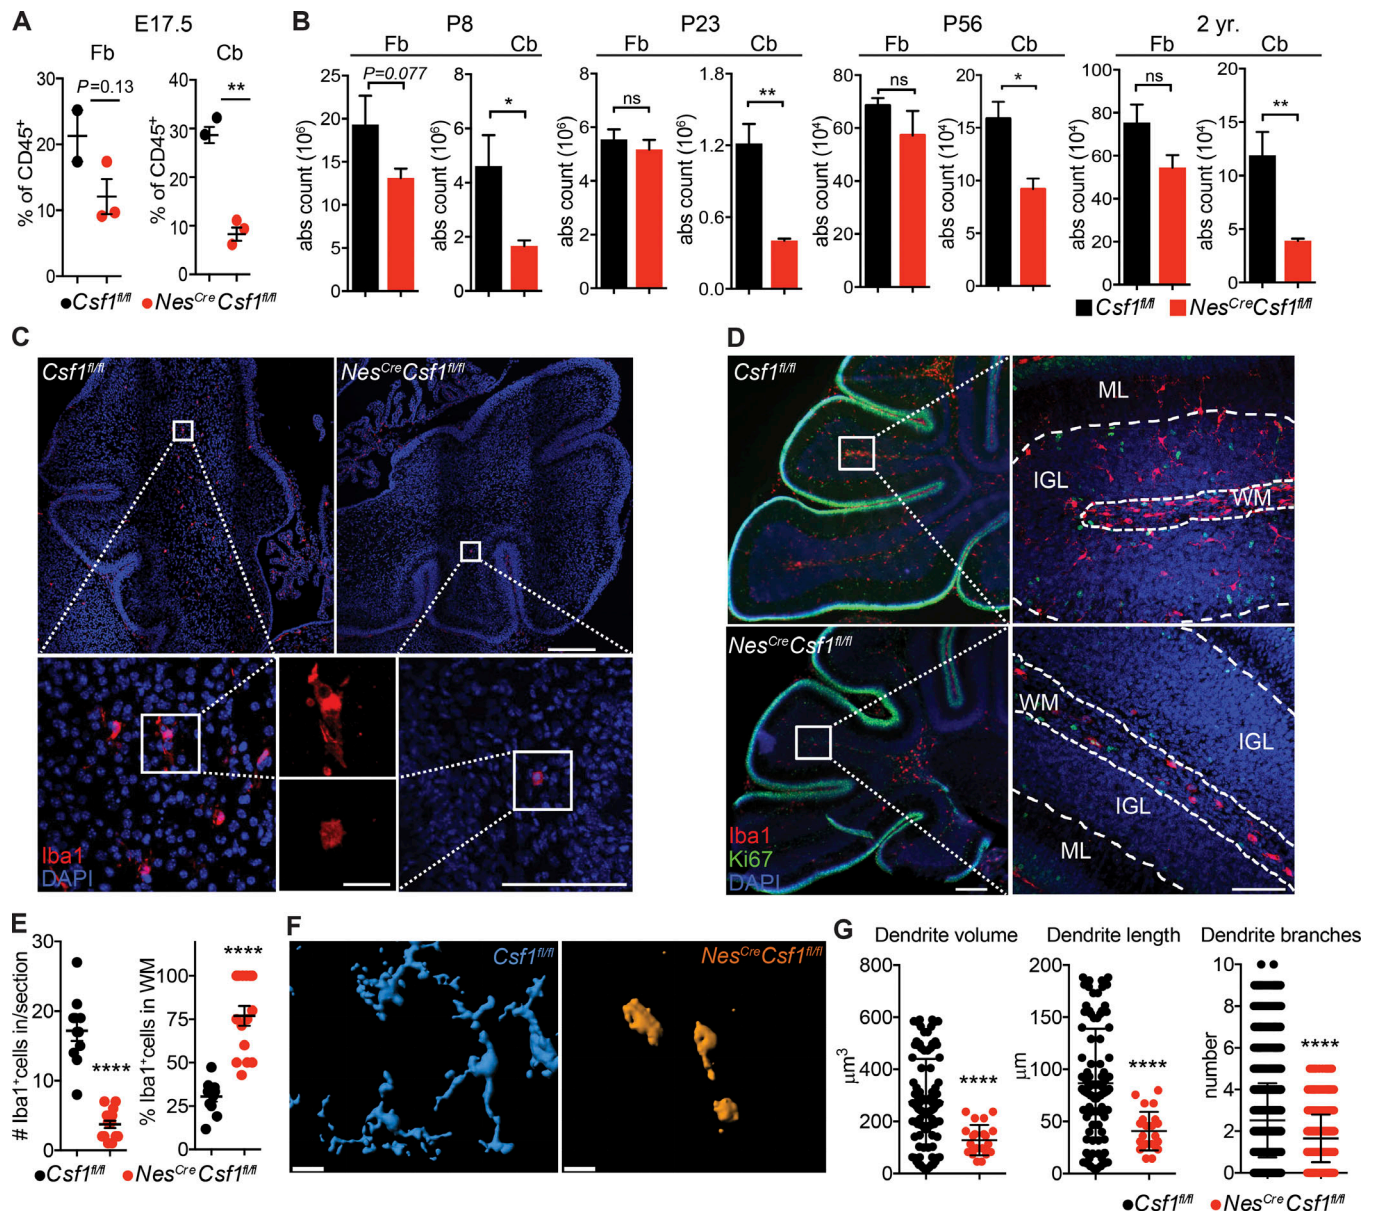 A
E17.5
Fb
Cb
% of CD45⁺
30
20
10
0
P=0.13
% of CD45⁺
40
30
20
10
0
**
Csf1fl/fl
NesCreCsf1fl/fl
B
P8
P23
P56
2 yr.
Fb
Cb
Fb
Cb
Fb
Cb
Fb
Cb
abs count (10⁶)
25
20
15
10
5
0
P=0.077
abs count (10⁶)
8
6
4
2
0
*
abs count (10⁶)
8
6
4
2
0
ns
abs count (10⁶)
1.8
1.2
0.6
0.0
**
abs count (10⁴)
80
60
40
20
0
ns
abs count (10⁴)
20
15
10
5
0
*
abs count (10⁴)
100
80
60
40
20
0
ns
abs count (10⁴)
15
10
5
0
**
Csf1fl/fl
NesCreCsf1fl/fl
C
Csf1fl/fl
NesCreCsf1fl/fl
Iba1
DAPI
D
Csf1fl/fl
ML
IGL
WM
NesCreCsf1fl/fl
WM
IGL
IGL
ML
Iba1
Ki67
DAPI
E
# Iba1⁺cells in/section
30
20
10
0
****
% Iba1⁺cells in WM
100
75
50
25
0
****
Csf1fl/fl
NesCreCsf1fl/fl
F
Csf1fl/fl
NesCreCsf1fl/fl
G
Dendrite volume
Dendrite length
Dendrite branches
μm³
800
600
400
200
0
****
μm
200
150
100
50
0
****
number
10
8
6
4
2
0
****
Csf1fl/fl
NesCreCsf1fl/fl